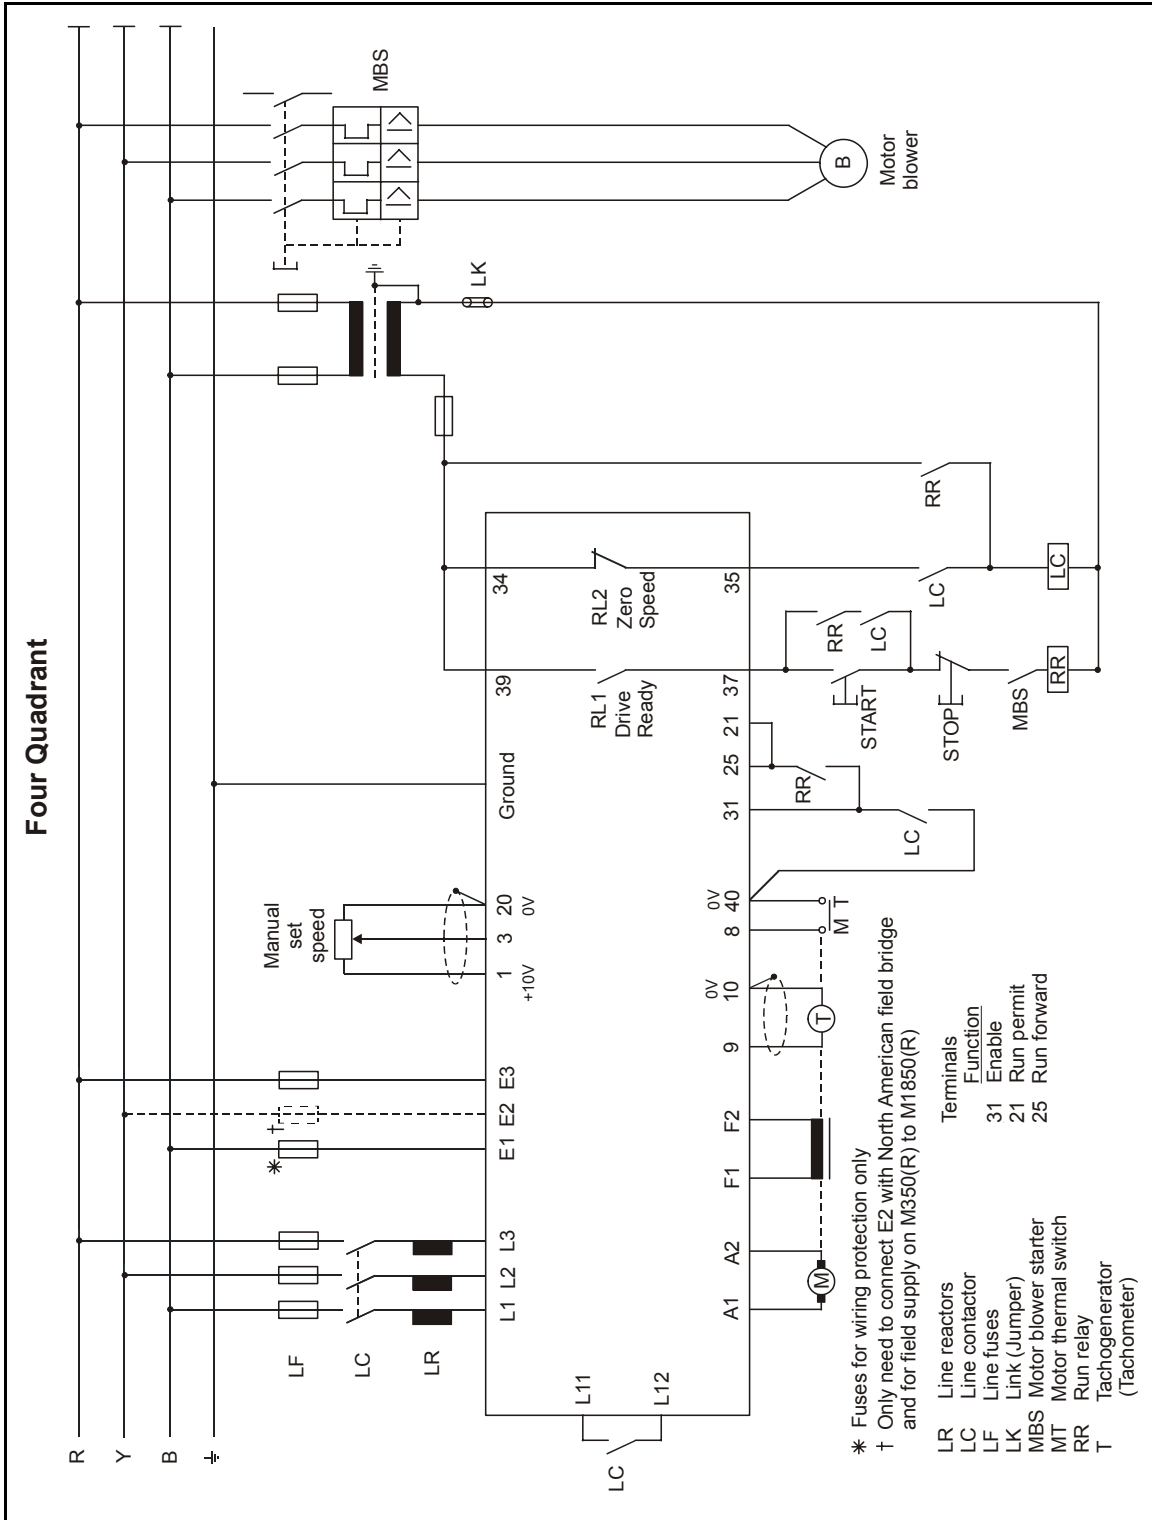 Four Quadrant
R
Y
B
LF
LC
LR
*
†
Manual
set
speed
MBS
LK
L1
L2
L3
E1
E2
E3
1
+10V
3
20
0V
Ground
39
34
L11
L12
LC
RL1
Drive
Ready
RL2
Zero
Speed
A1
A2
F1
F2
9
10
0V
8
40
0V
31
25
21
37
35
M
T
M T
LC
RR
START
RR
LC
STOP
MBS
RR
LC
LC
RR
B
Motor
blower
* Fuses for wiring protection only
† Only need to connect E2 with North American field bridge
and for field supply on M350(R) to M1850(R)
LR Line reactors
LC Line contactor
LF Line fuses
LK Link (Jumper)
MBS Motor blower starter
MT Motor thermal switch
RR Run relay
T Tachogenerator
(Tachometer)
Terminals
Function
31 Enable
21 Run permit
25 Run forward